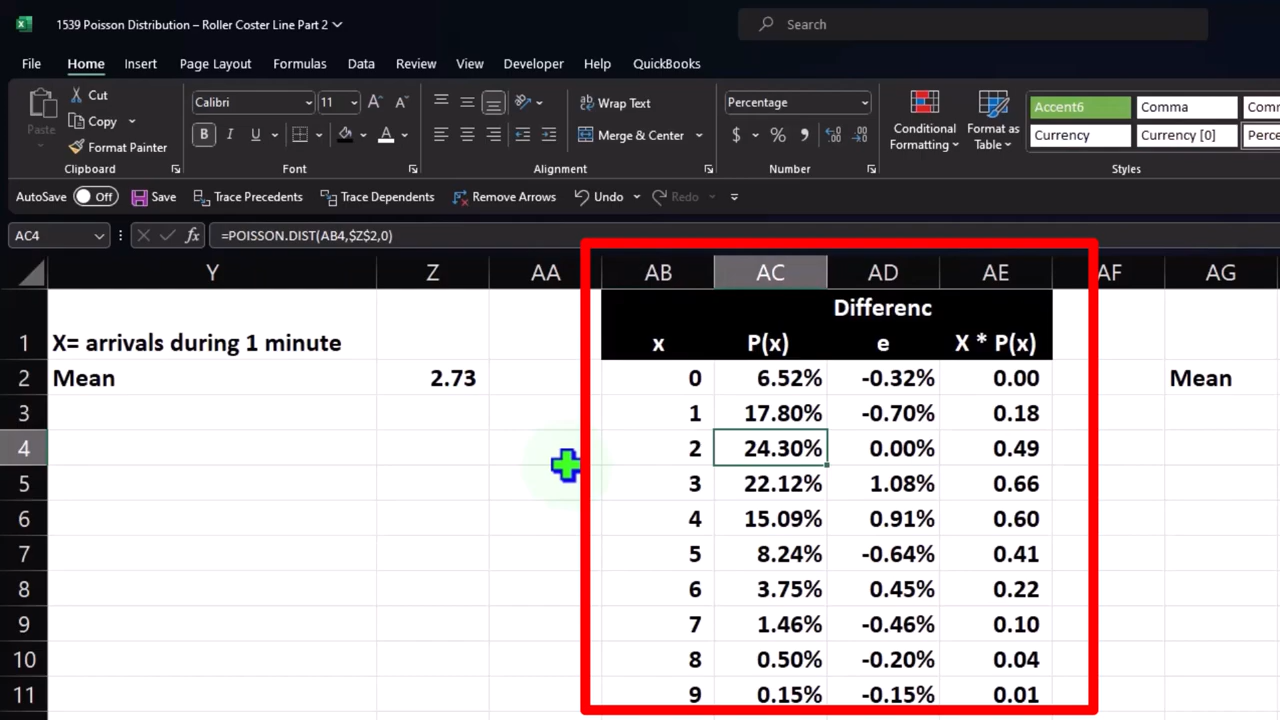 1539 Poisson Distribution – Roller Coster Line Part 2
Search
File Home Insert Page Layout Formulas Data Review View Developer Help QuickBooks
Paste
Cut
Copy
Format Painter
Clipboard
Calibri 11
B I U
Font
Wrap Text
Merge & Center
Alignment
Percentage
$ % ,
Number
Conditional Formatting
Format as Table
Accent6 Comma
Currency Currency [0]
Styles
AutoSave Off Save Trace Precedents Trace Dependents Remove Arrows Undo Redo
AC4 fx =POISSON.DIST(AB4,$Z$2,0)
Y Z AA AB AC AD AE AF AG
1 X= arrivals during 1 minute x P(x) Differenc e X * P(x)
2 Mean 2.73 0 6.52% -0.32% 0.00 Mean
3 1 17.80% -0.70% 0.18
4 2 24.30% 0.00% 0.49
5 3 22.12% 1.08% 0.66
6 4 15.09% 0.91% 0.60
7 5 8.24% -0.64% 0.41
8 6 3.75% 0.45% 0.22
9 7 1.46% -0.46% 0.10
10 8 0.50% -0.20% 0.04
11 9 0.15% -0.15% 0.01